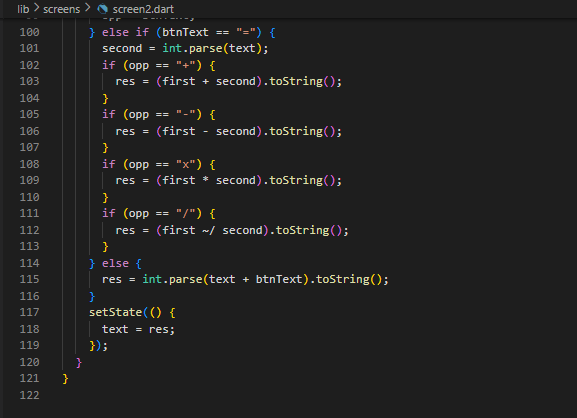 lib > screens > screen2.dart
100 } else if (btnText == "=") {
101 second = int.parse(text);
102 if (opp == "+") {
103 res = (first + second).toString();
104 }
105 if (opp == "-") {
106 res = (first - second).toString();
107 }
108 if (opp == "x") {
109 res = (first * second).toString();
110 }
111 if (opp == "/") {
112 res = (first ~/ second).toString();
113 }
114 } else {
115 res = int.parse(text + btnText).toString();
116 }
117 setState(() {
118 text = res;
119 });
120 }
121 }
122